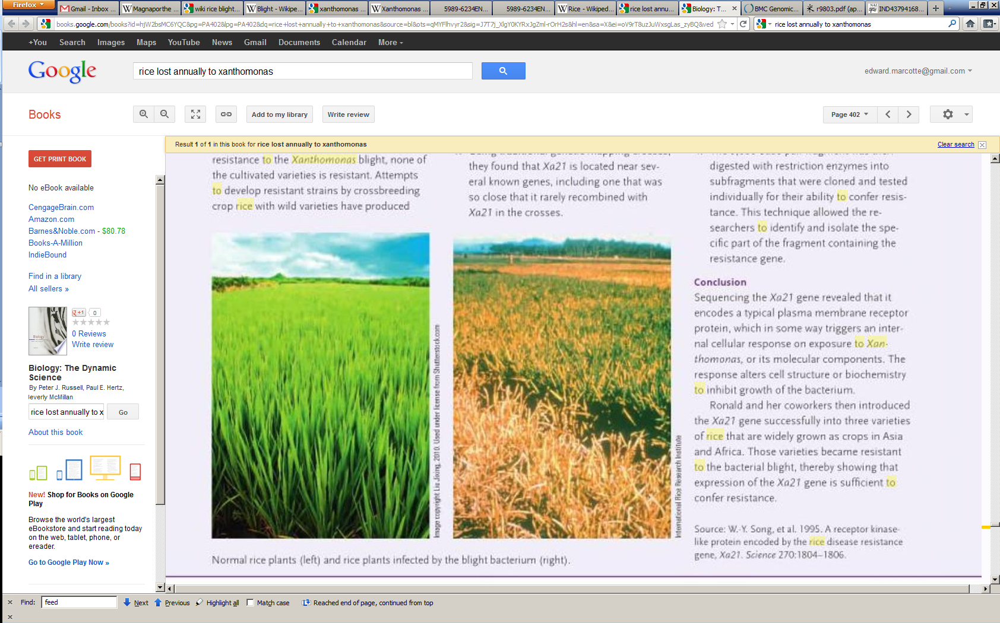 Firefox
Gmail - Inbox ...
Magnaporthe ...
wiki rice blight...
Blight - Wikipe...
xanthomonas ...
Xanthomonas ...
5989-6234EN...
5989-6234EN...
Rice - Wikiped...
rice lost annu...
Biology: T...
BMC Genomic...
r9803.pdf (ap...
IND43794168...
books.google.com/books?id=hjW2bsMC6YQC&pg=PA402&lpg=PA402&dq=rice+lost+annually+to+xanthomonas&source=bl&ots=qMYFlhvyr2&sig=J7T7j_XlgY0KYRxJgZml-rOrH2s&hl=en&sa=X&ei=oV9rT8uzJuWxsgLas_zyBQ&ved
rice lost annually to xanthomonas
+You Search Images Maps YouTube News Gmail Documents Calendar More
Google
rice lost annually to xanthomonas
edward.marcotte@gmail.com
Books
Add to my library
Write review
Page 402
Result 1 of 1 in this book for rice lost annually to xanthomonas
Clear search
GET PRINT BOOK
No eBook available
CengageBrain.com
Amazon.com
Barnes&Noble.com - $80.78
Books-A-Million
IndieBound
Find in a library
All sellers »
Biology
+1 0
0 Reviews
Write review
Biology: The Dynamic
Science
By Peter J. Russell, Paul E. Hertz,
Beverly McMillan
rice lost annually to x
Go
About this book
New! Shop for Books on Google
Play
Browse the world's largest
eBookstore and start reading today
on the web, tablet, phone, or
ereader.
Go to Google Play Now »
resistance to the Xanthomonas blight, none of
the cultivated varieties is resistant. Attempts
to develop resistant strains by crossbreeding
crop rice with wild varieties have produced
Image copyright Liu Jixing, 2010. Used under license from Shutterstock.com
Using traditional genetic mapping crosses,
they found that Xa21 is located near sev-
eral known genes, including one that was
so close that it rarely recombined with
Xa21 in the crosses.
International Rice Research Institute
Normal rice plants (left) and rice plants infected by the blight bacterium (right).
digested with restriction enzymes into
subfragments that were cloned and tested
individually for their ability to confer resis-
tance. This technique allowed the re-
searchers to identify and isolate the spe-
cific part of the fragment containing the
resistance gene.
Conclusion
Sequencing the Xa21 gene revealed that it
encodes a typical plasma membrane receptor
protein, which in some way triggers an inter-
nal cellular response on exposure to Xan-
thomonas, or its molecular components. The
response alters cell structure or biochemistry
to inhibit growth of the bacterium.
Ronald and her coworkers then introduced
the Xa21 gene successfully into three varieties
of rice that are widely grown as crops in Asia
and Africa. Those varieties became resistant
to the bacterial blight, thereby showing that
expression of the Xa21 gene is sufficient to
confer resistance.
Source: W.-Y. Song, et al. 1995. A receptor kinase-
like protein encoded by the rice disease resistance
gene, Xa21. Science 270:1804–1806.
Find: feed Next Previous Highlight all Match case Reached end of page, continued from top